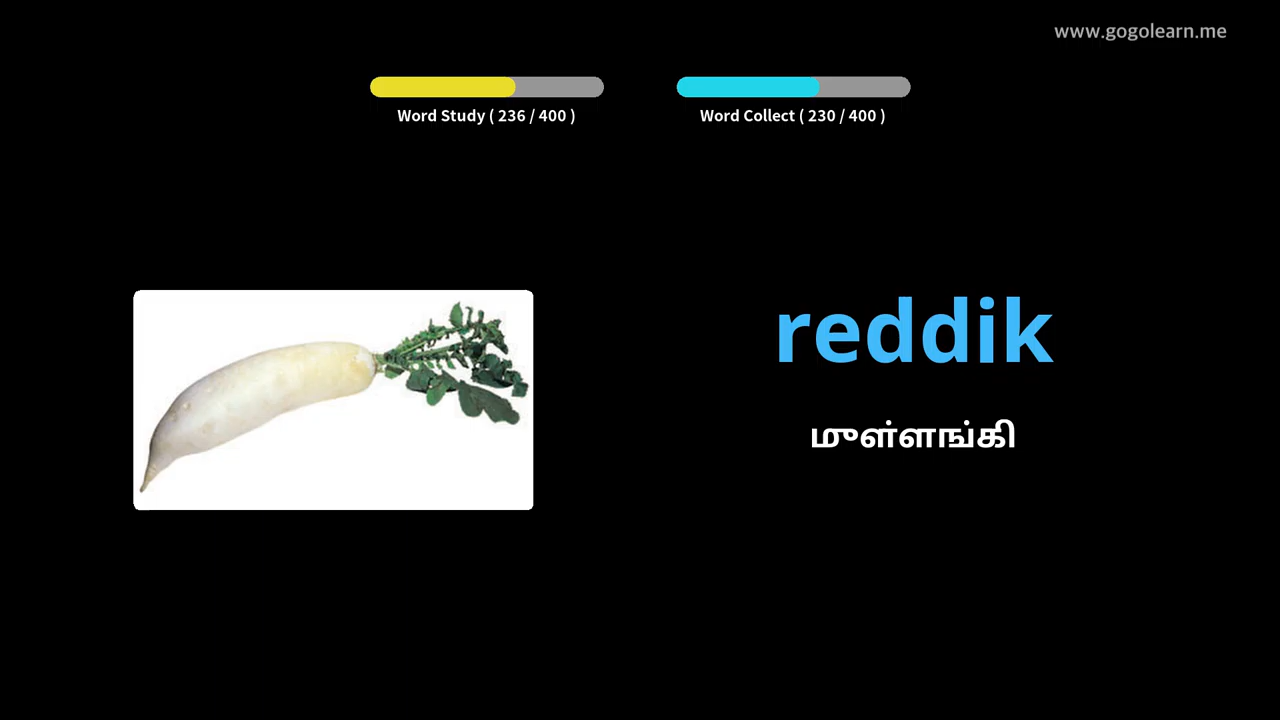 www.gogolearn.me
Word Study ( 236 / 400 )
Word Collect ( 230 / 400 )
reddik
முள்ளங்கி